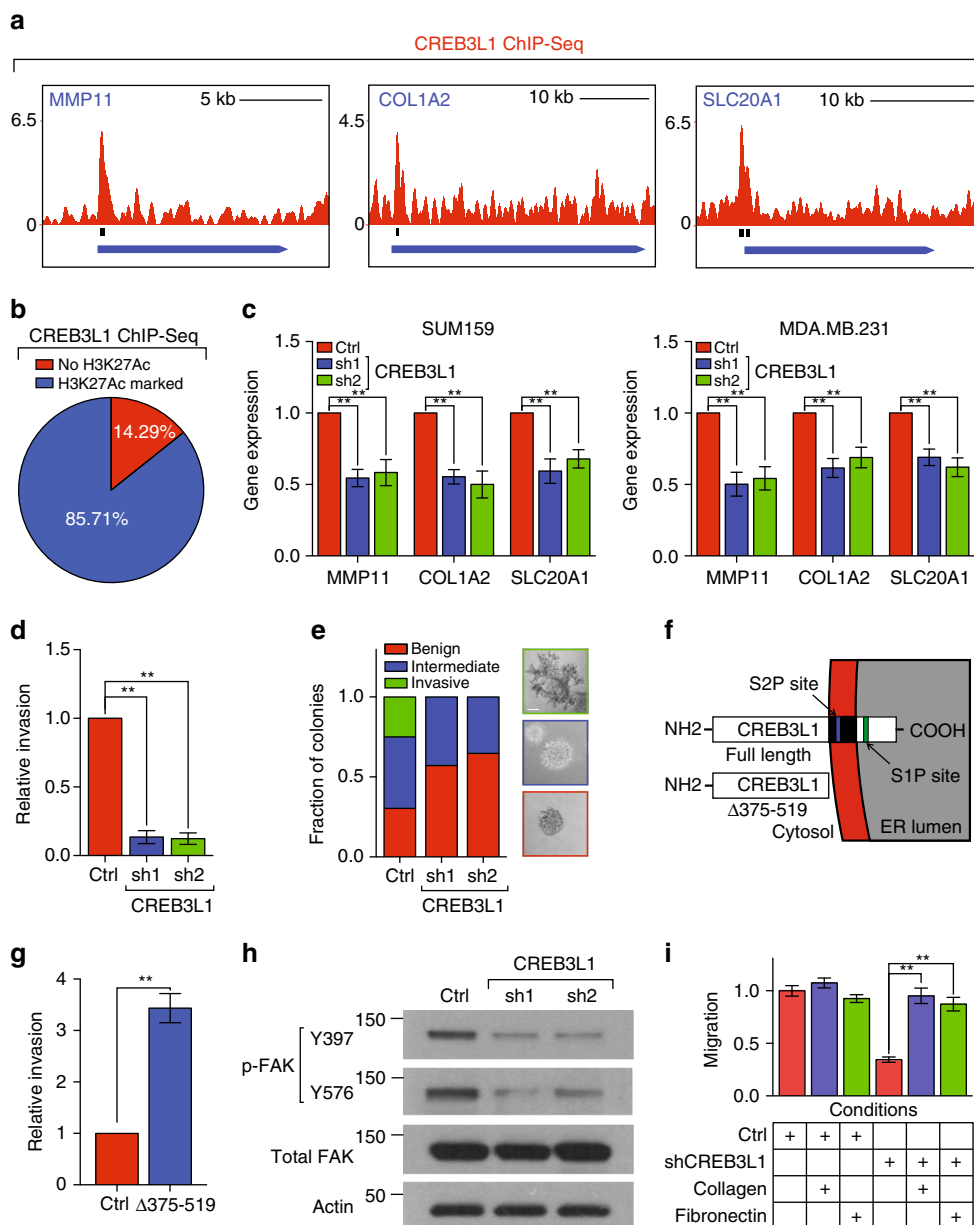 a
CREB3L1 ChIP-Seq
MMP11
5 kb
6.5
0
COL1A2
10 kb
4.5
0
SLC20A1
10 kb
6.5
0
b
CREB3L1 ChIP-Seq
No H3K27Ac
H3K27Ac marked
14.29%
85.71%
c
SUM159
Ctrl
sh1
sh2
CREB3L1
Gene expression
1.5
1.0
0.5
0.0
** ** ** ** ** **
MMP11 COL1A2 SLC20A1
MDA.MB.231
Ctrl
sh1
sh2
CREB3L1
Gene expression
1.5
1.0
0.5
0.0
** ** ** ** ** **
MMP11 COL1A2 SLC20A1
d
Relative invasion
1.5
1.0
0.5
0.0
**
**
Ctrl sh1 sh2
CREB3L1
e
Benign
Intermediate
Invasive
Fraction of colonies
1.0
0.5
0.0
Ctrl sh1 sh2
CREB3L1
f
S2P site
NH2- CREB3L1 COOH
Full length
S1P site
NH2- CREB3L1
Δ375-519
Cytosol
ER lumen
g
Relative invasion
4
3
2
1
0
**
Ctrl Δ375-519
h
CREB3L1
Ctrl sh1 sh2
p-FAK
150
Y397
150
Y576
150
Total FAK
50
Actin
i
Migration
1.0
0.5
0.0
**
**
Conditions
Ctrl + + +
shCREB3L1 + + +
Collagen + +
Fibronectin + +